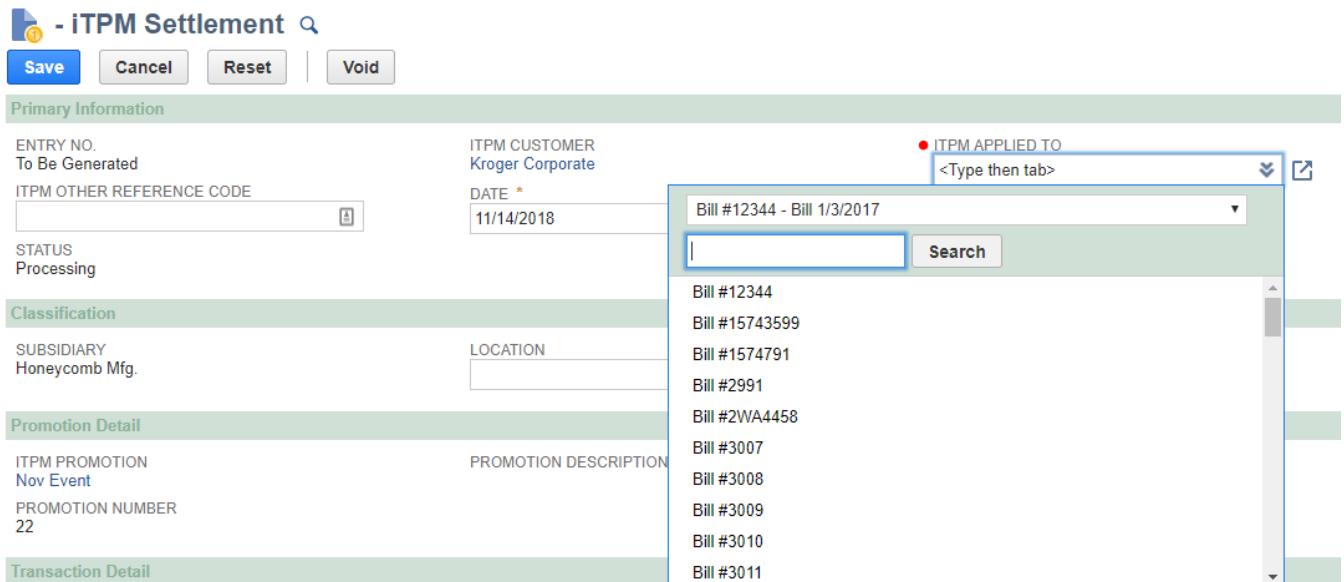 - iTPM Settlement
Save Cancel Reset Void
Primary Information
ENTRY NO.
To Be Generated
ITPM OTHER REFERENCE CODE
STATUS
Processing
ITPM CUSTOMER
Kroger Corporate
DATE *
11/14/2018
ITPM APPLIED TO
<Type then tab>
Bill #12344 - Bill 1/3/2017
Search
Bill #12344
Bill #15743599
Bill #1574791
Bill #2991
Bill #2WA4458
Bill #3007
Bill #3008
Bill #3009
Bill #3010
Bill #3011
Classification
SUBSIDIARY
Honeycomb Mfg.
LOCATION
Promotion Detail
ITPM PROMOTION
Nov Event
PROMOTION NUMBER
22
PROMOTION DESCRIPTION
Transaction Detail